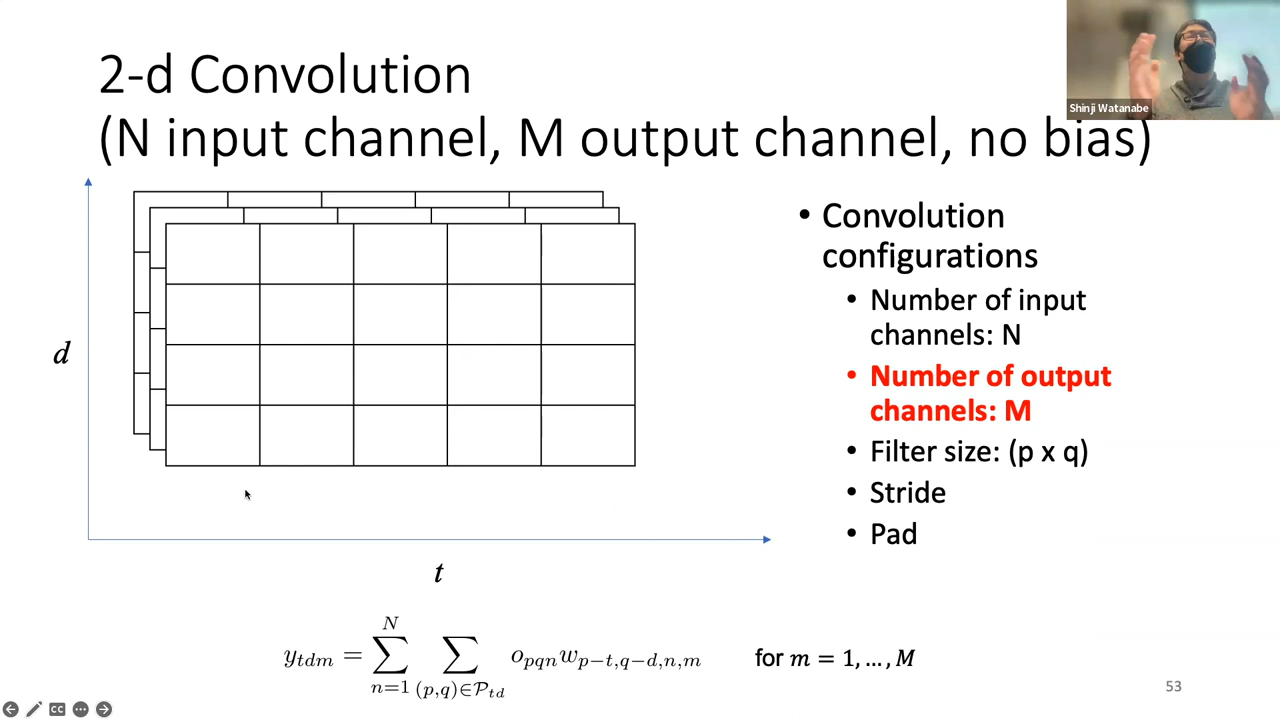 2-d Convolution
(N input channel, M output channel, no bias)
Shinji Watanabe
d
t
• Convolution
configurations
• Number of input
channels: N
• Number of output
channels: M
• Filter size: (p x q)
• Stride
• Pad
y_{tdm} = \sum_{n=1}^{N} \sum_{(p,q) \in \mathcal{P}_{td}} o_{pqn} w_{p-t,q-d,n,m} for m = 1, …, M
53
CC